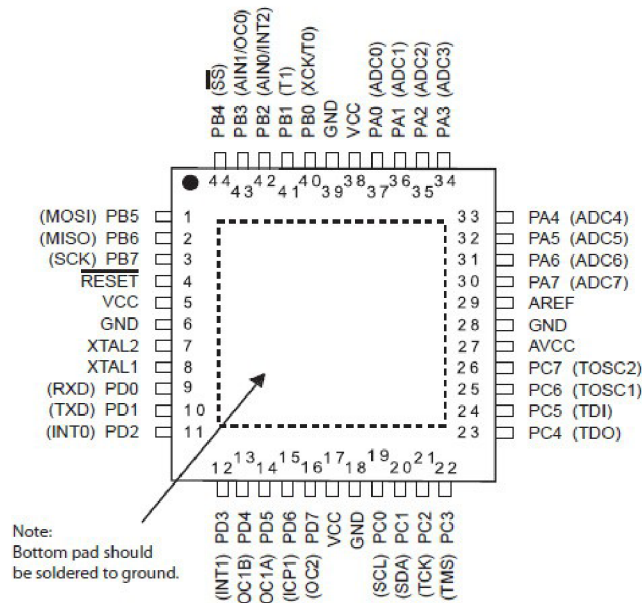 PB4 (SS)
PB3 (AIN1/OC0)
PB2 (AIN0/INT2)
PB1 (T1)
PB0 (XCK/T0)
GND
VCC
PA0 (ADC0)
PA1 (ADC1)
PA2 (ADC2)
PA3 (ADC3)
44 43 42 41 40 39 38 37 36 35 34
(MOSI) PB5 1
(MISO) PB6 2
(SCK) PB7 3
RESET 4
VCC 5
GND 6
XTAL2 7
XTAL1 8
(RXD) PD0 9
(TXD) PD1 10
(INT0) PD2 11
33 PA4 (ADC4)
32 PA5 (ADC5)
31 PA6 (ADC6)
30 PA7 (ADC7)
29 AREF
28 GND
27 AVCC
26 PC7 (TOSC2)
25 PC6 (TOSC1)
24 PC5 (TDI)
23 PC4 (TDO)
12 13 14 15 16 17 18 19 20 21 22
(INT1) PD3
OC1B) PD4
OC1A) PD5
(ICP1) PD6
(OC2) PD7
VCC
GND
(SCL) PC0
(SDA) PC1
(TCK) PC2
(TMS) PC3
Note:
Bottom pad should
be soldered to ground.